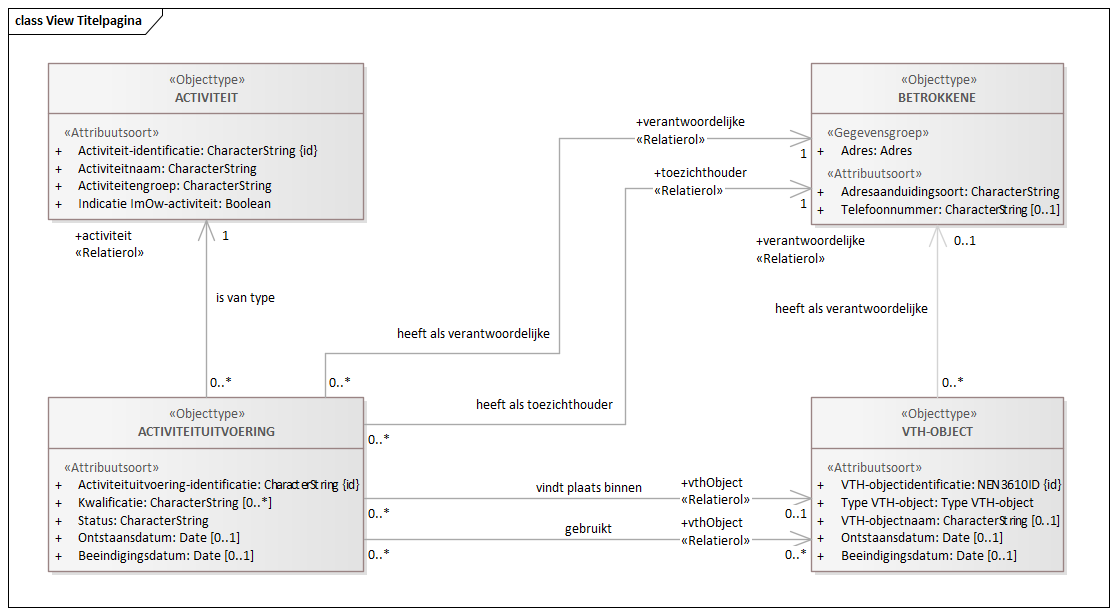 class View Titelpagina
«Objecttype»
ACTIVITEIT
«Attribuutsoort»
+ Activiteit-identificatie: CharacterString {id}
+ Activiteitnaam: CharacterString
+ Activiteitengroep: CharacterString
+ Indicatie ImOw-activiteit: Boolean
«Objecttype»
BETROKKENE
«Gegevensgroep»
+ Adres: Adres
«Attribuutsoort»
+ Adresaanduidingsoort: CharacterString
+ Telefoonnummer: CharacterString [0..1]
+verantwoordelijke
«Relatierol»
1
+toezichthouder
«Relatierol»
1
+activiteit
«Relatierol»
1
is van type
0..*
heeft als verantwoordelijke
0..*
heeft als toezichthouder
0..*
+verantwoordelijke
«Relatierol»
0..1
heeft als verantwoordelijke
0..*
«Objecttype»
ACTIVITEITUITVOERING
«Attribuutsoort»
+ Activiteituitvoering-identificatie: CharacterString {id}
+ Kwalificatie: CharacterString [0..*]
+ Status: CharacterString
+ Ontstaansdatum: Date [0..1]
+ Beeindigingsdatum: Date [0..1]
vindt plaats binnen
+vthObject
«Relatierol»
0..*
0..1
gebruikt
+vthObject
«Relatierol»
0..*
0..*
«Objecttype»
VTH-OBJECT
«Attribuutsoort»
+ VTH-objectidentificatie: NEN3610ID {id}
+ Type VTH-object: Type VTH-object
+ VTH-objectnaam: CharacterString [0..1]
+ Ontstaansdatum: Date [0..1]
+ Beeindigingsdatum: Date [0..1]